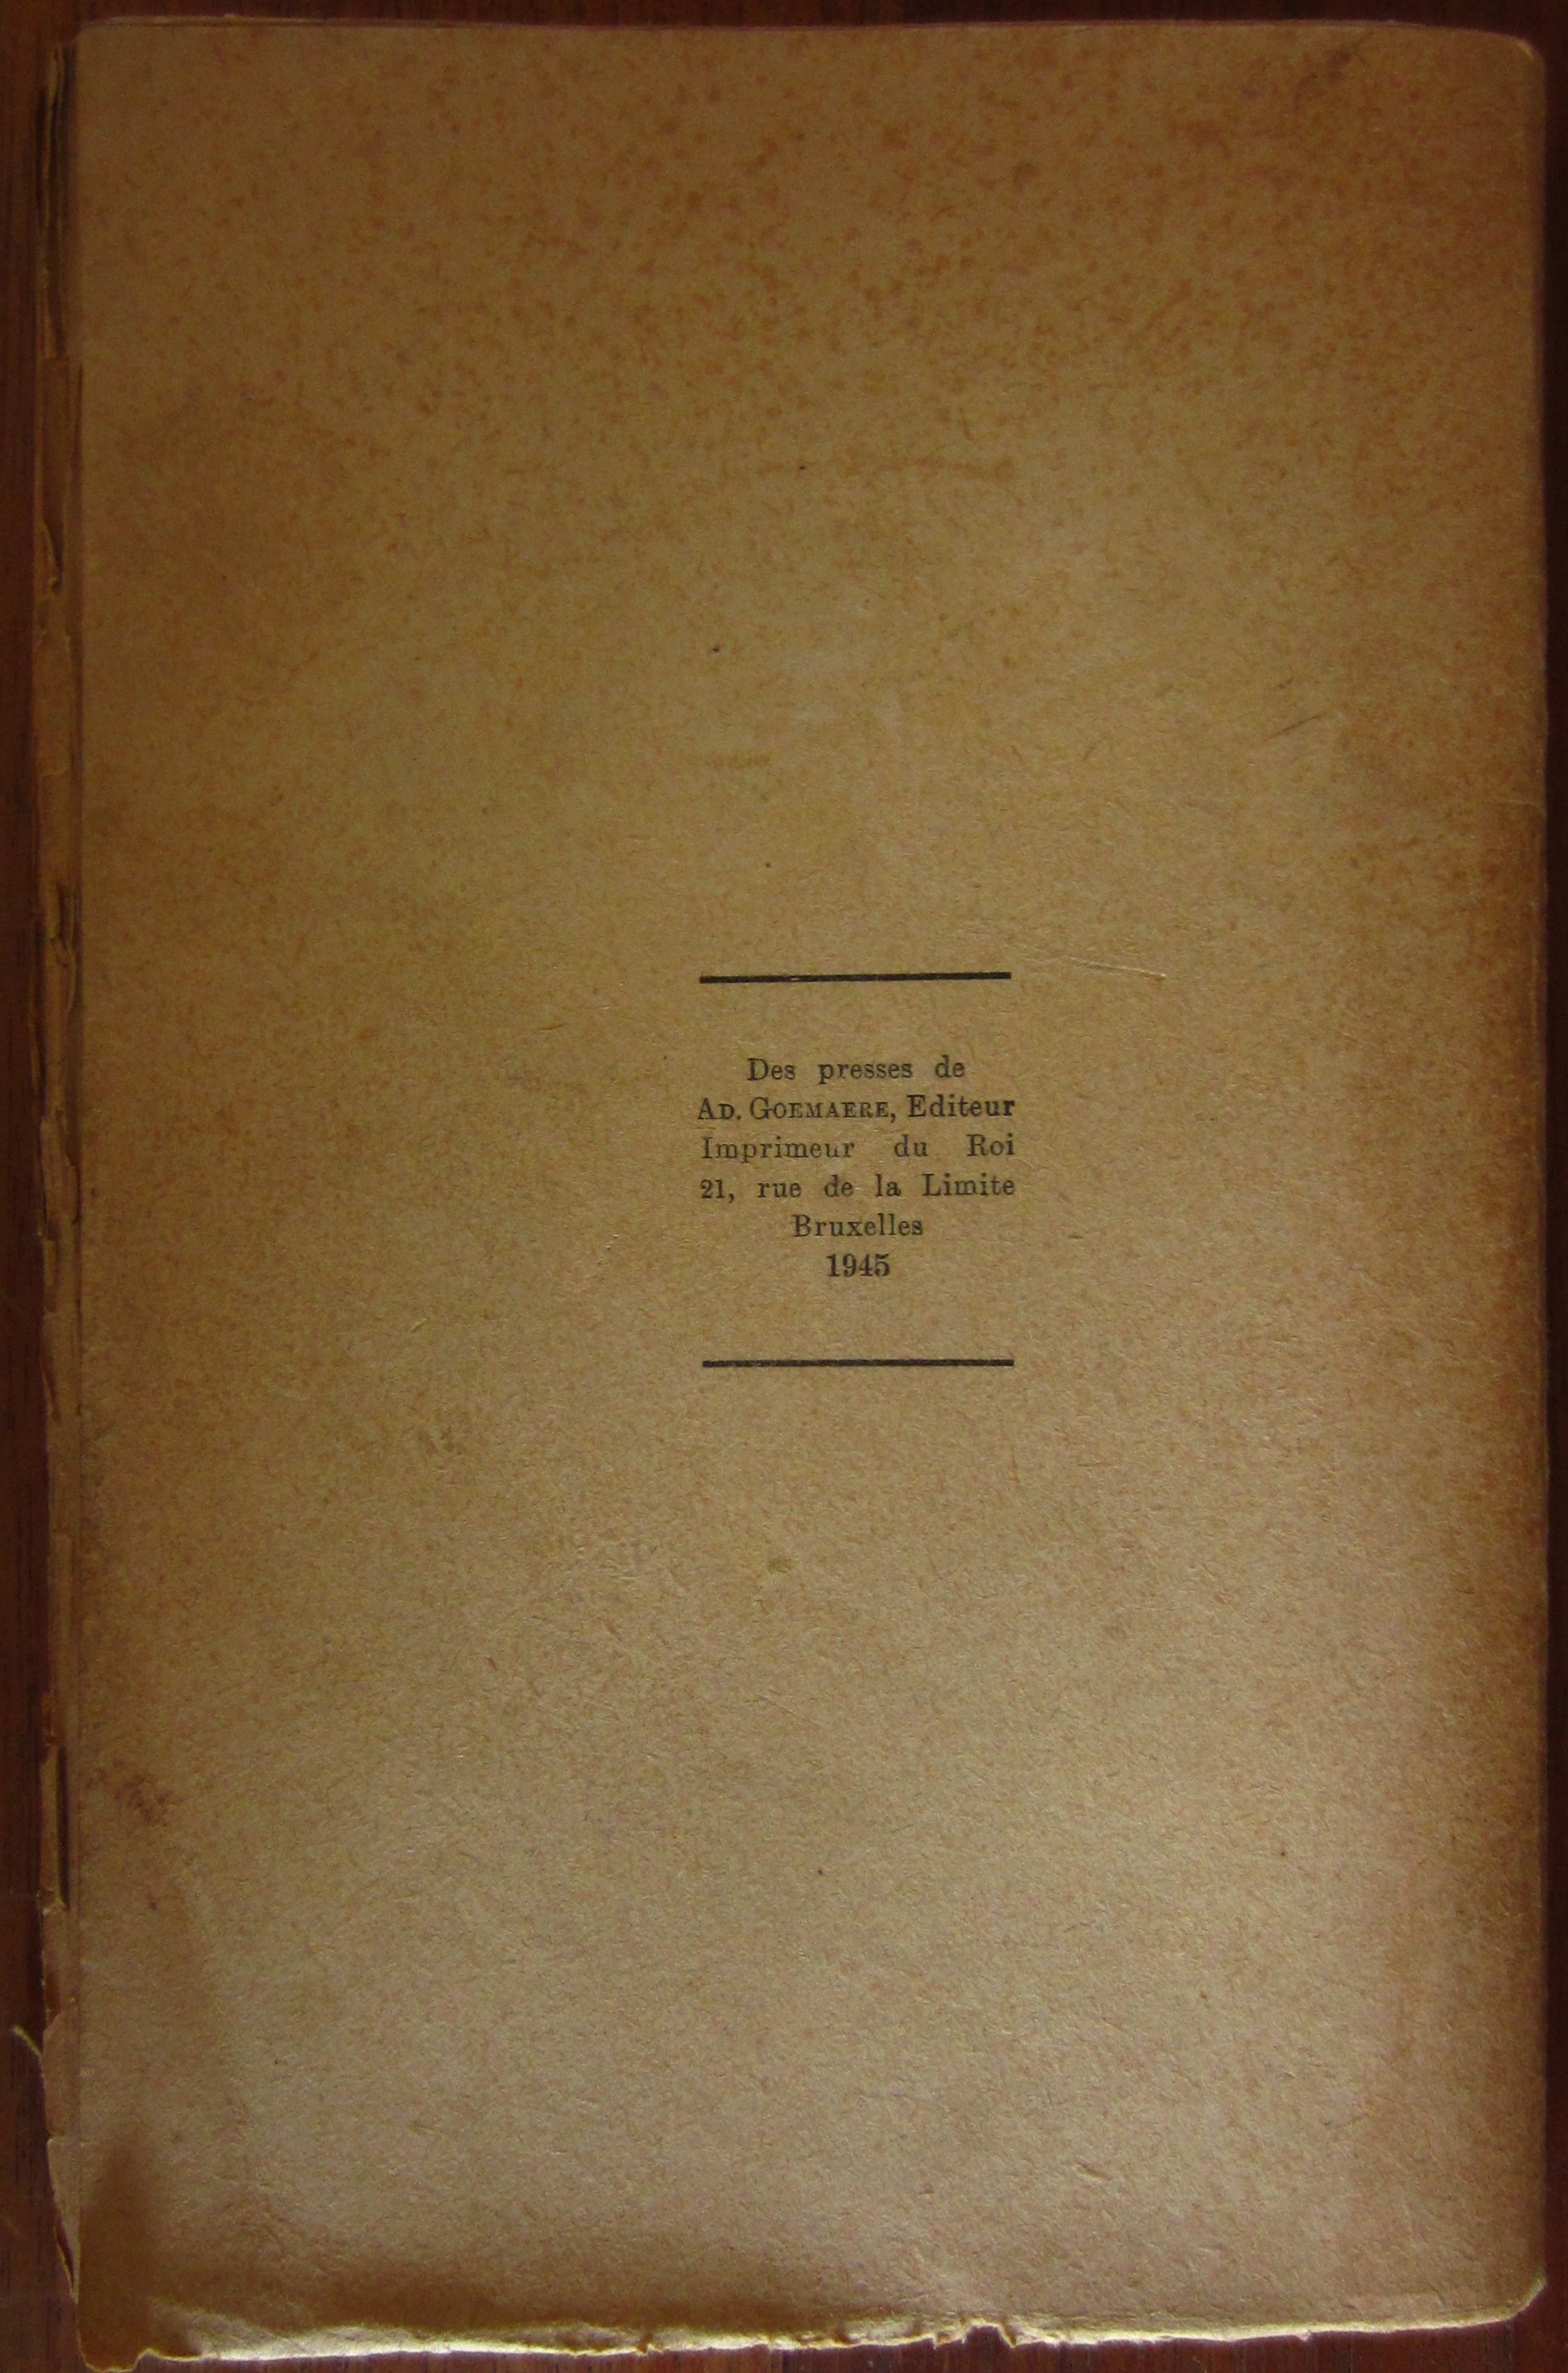 Des presses de
AD. GOEMAERE, Editeur
Imprimeur du Roi
21, rue de la Limite
Bruxelles
1945